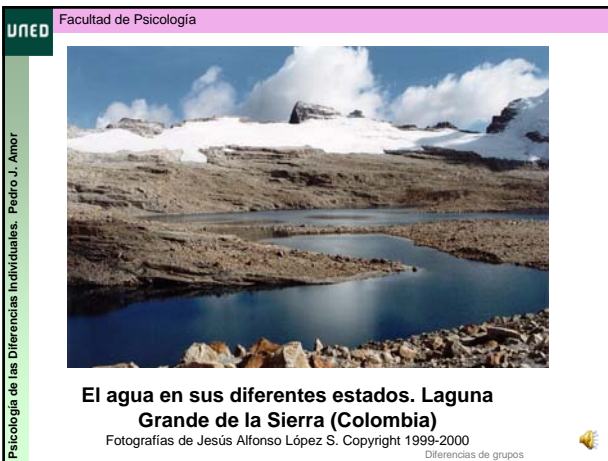 UNED
Facultad de Psicología
Psicología de las Diferencias Individuales. Pedro J. Amor
El agua en sus diferentes estados. Laguna
Grande de la Sierra (Colombia)
Fotografías de Jesús Alfonso López S. Copyright 1999-2000
Diferencias de grupos